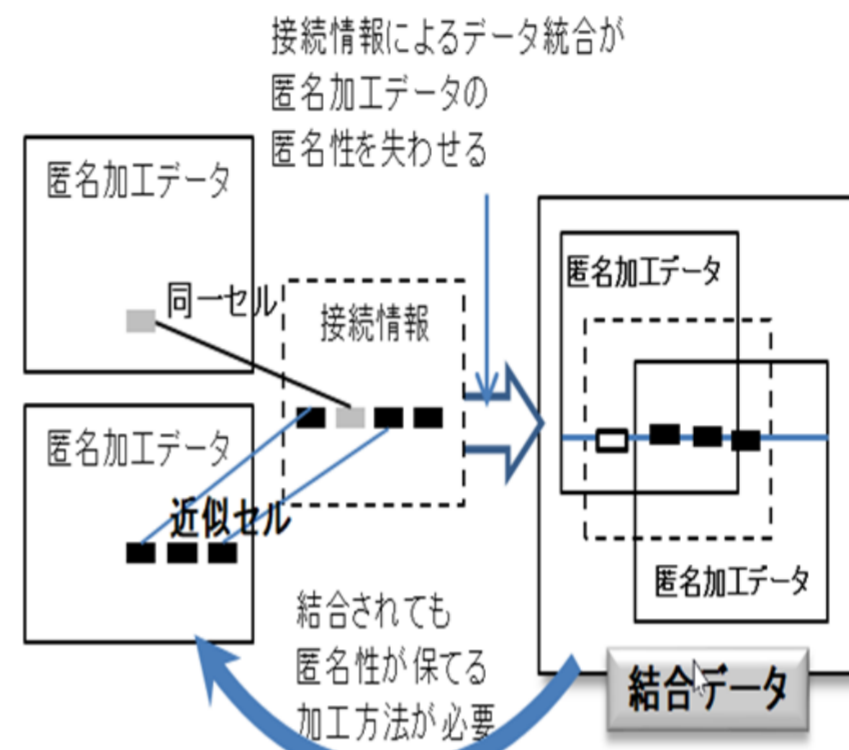 接続情報によるデータ統合が
匿名加工データの
匿名性を失わせる
匿名加工データ
同一セル
接続情報
匿名加工データ
近似セル
匿名加工データ
匿名加工データ
結合データ
結合されても
匿名性が保てる
加工方法が必要